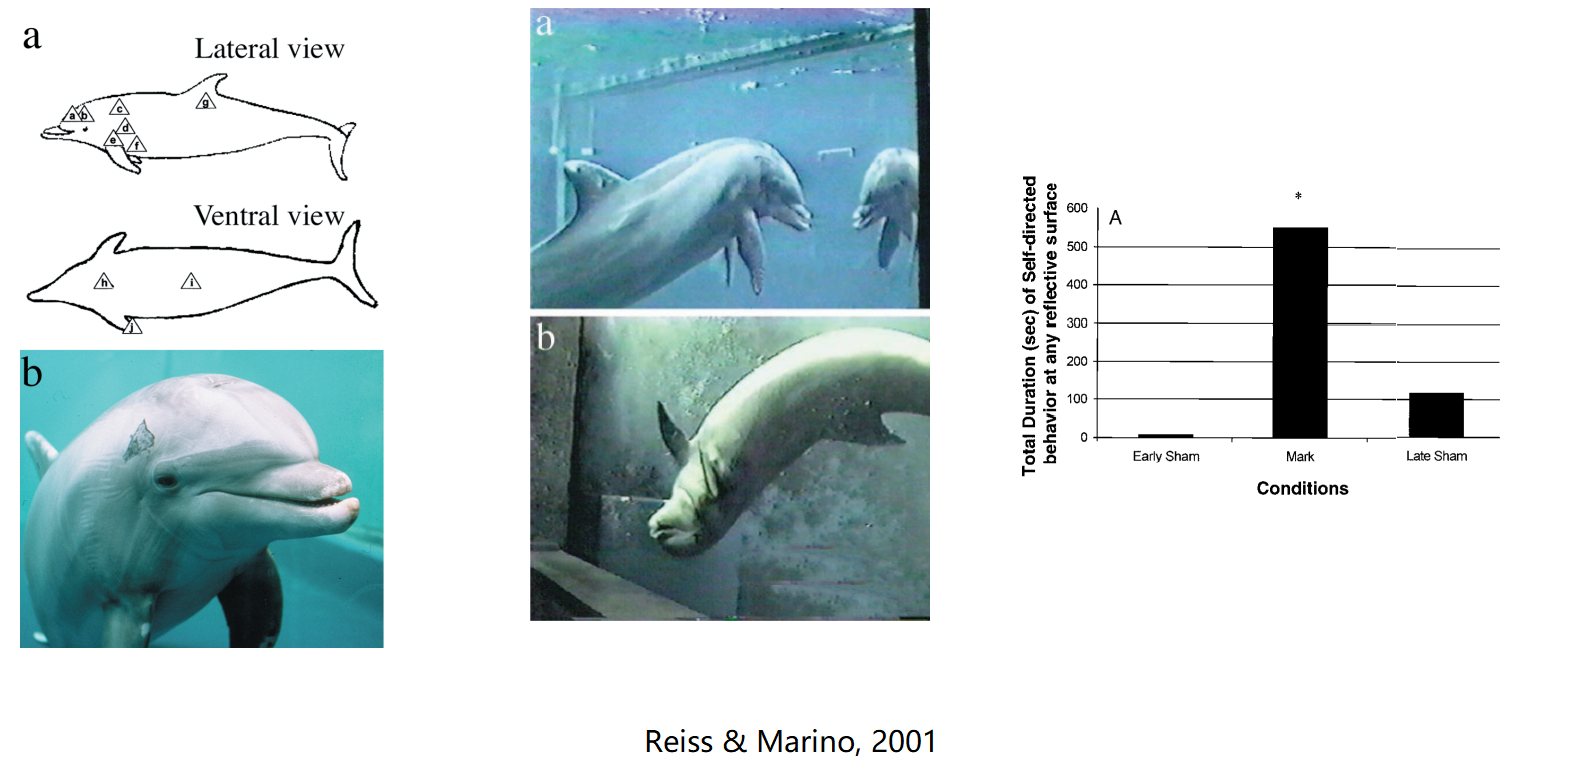 a
Lateral view
a
b
c
d
e
f
g
Ventral view
h
i
j
b
a
b
Total Duration (sec) of Self-directed
behavior at any reflective surface
600
500
400
300
200
100
0
A
*
Early Sham
Mark
Late Sham
Conditions
Reiss & Marino, 2001